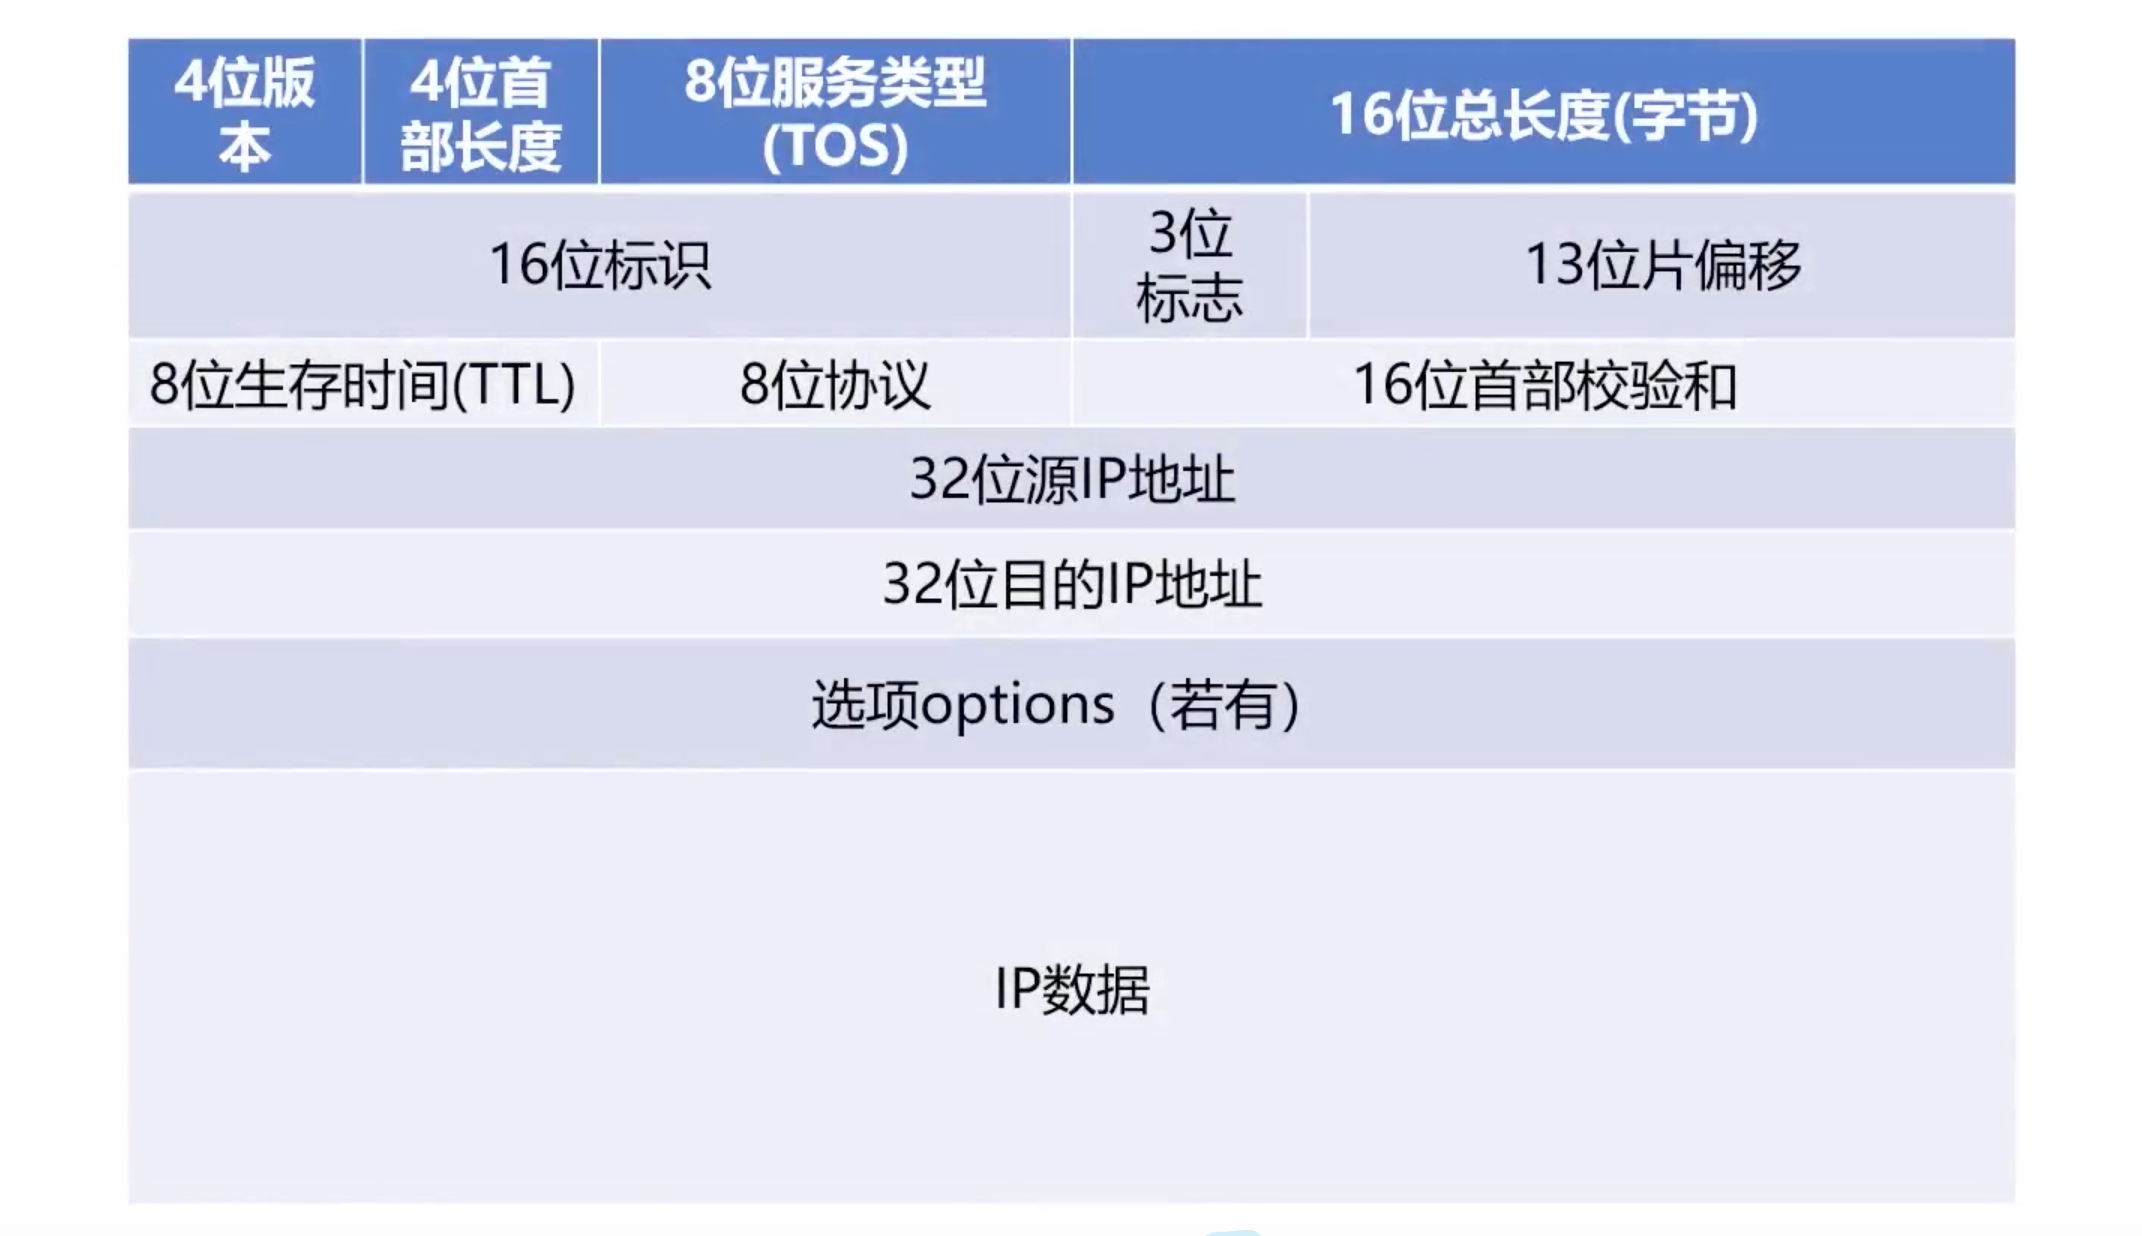 4位版
本
4位首
部长度
8位服务类型
(TOS)
16位总长度(字节)
16位标识
3位
标志
13位片偏移
8位生存时间(TTL)
8位协议
16位首部校验和
32位源IP地址
32位目的IP地址
选项options（若有）
IP数据